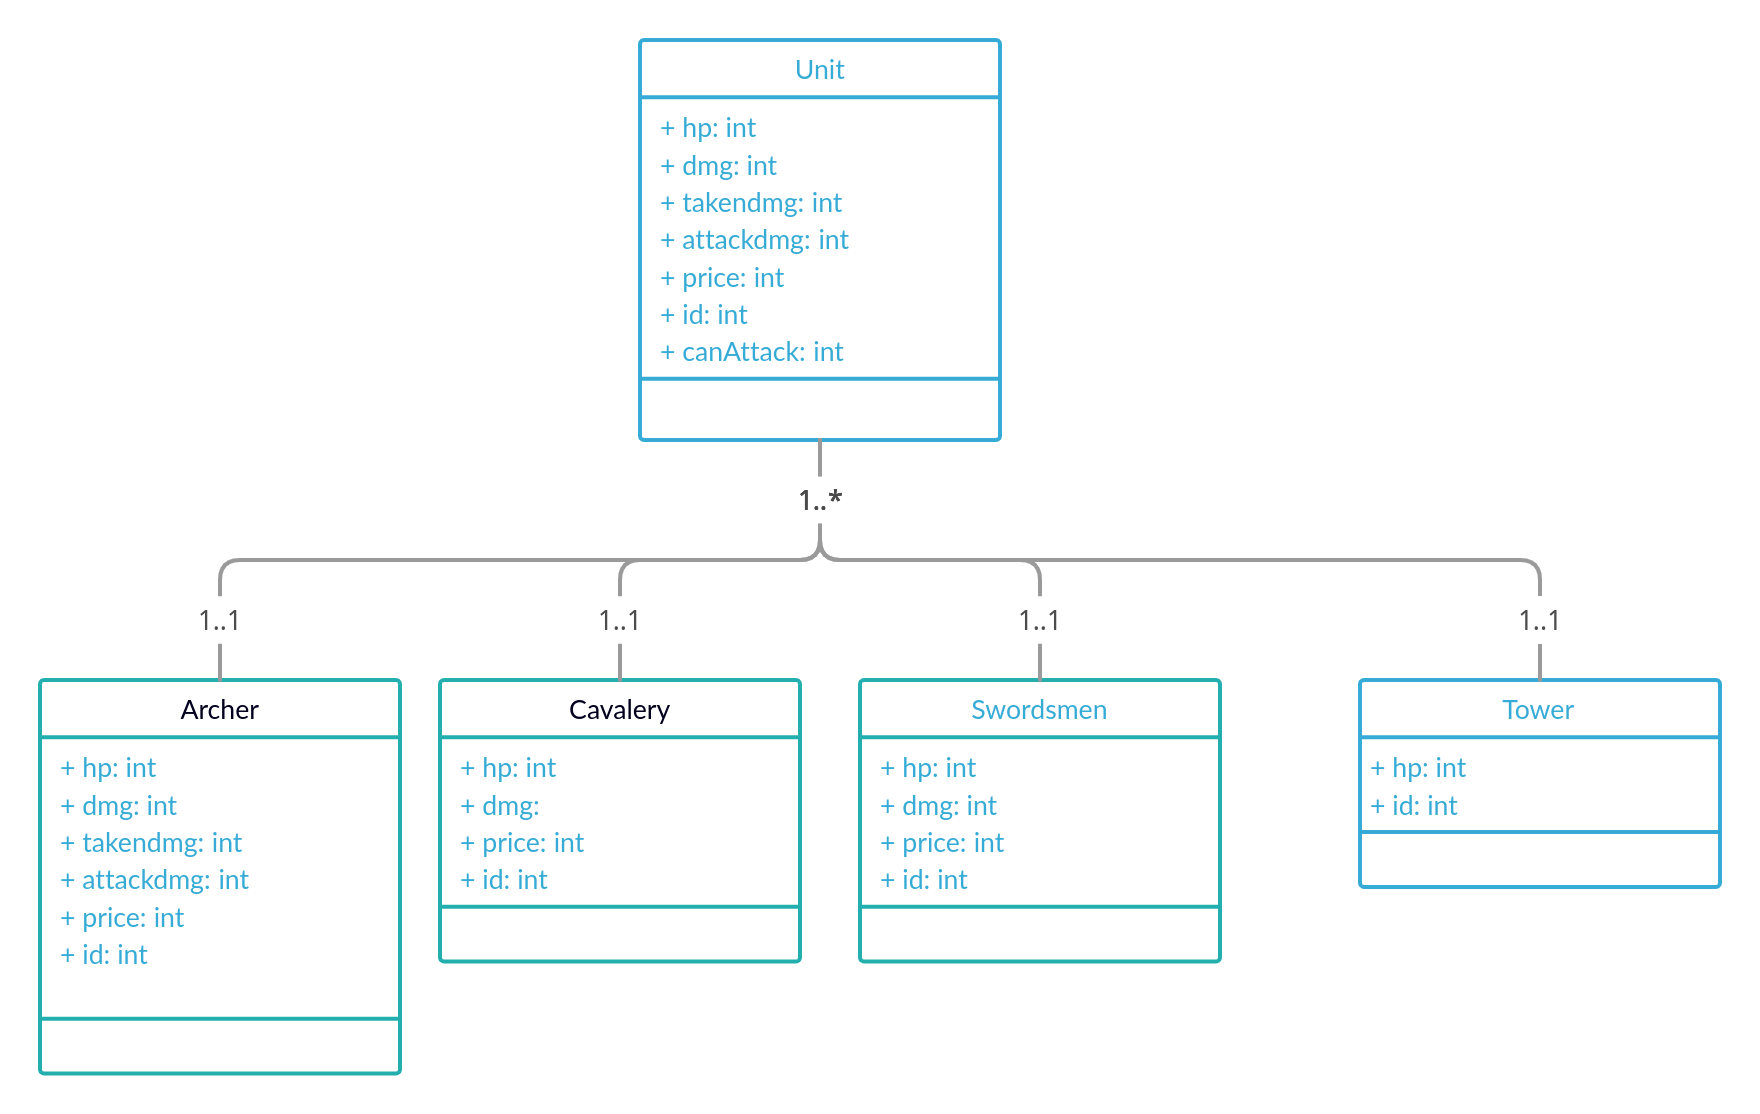 Unit
+ hp: int
+ dmg: int
+ takendmg: int
+ attackdmg: int
+ price: int
+ id: int
+ canAttack: int
1..*
1..1
1..1
1..1
1..1
Archer
+ hp: int
+ dmg: int
+ takendmg: int
+ attackdmg: int
+ price: int
+ id: int
Cavalery
+ hp: int
+ dmg:
+ price: int
+ id: int
Swordsmen
+ hp: int
+ dmg: int
+ price: int
+ id: int
Tower
+ hp: int
+ id: int